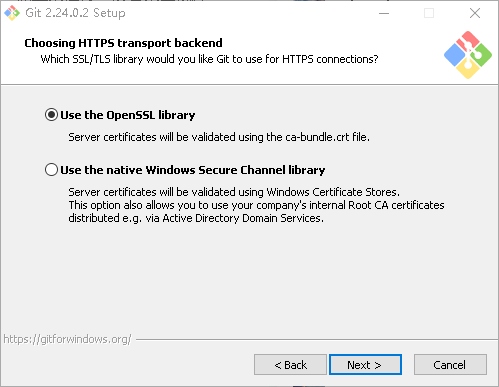 Git 2.24.0.2 Setup
Choosing HTTPS transport backend
Which SSL/TLS library would you like Git to use for HTTPS connections?
Use the OpenSSL library
Server certificates will be validated using the ca-bundle.crt file.
Use the native Windows Secure Channel library
Server certificates will be validated using Windows Certificate Stores.
This option also allows you to use your company's internal Root CA certificates
distributed e.g. via Active Directory Domain Services.
https://gitforwindows.org/
< Back
Next >
Cancel